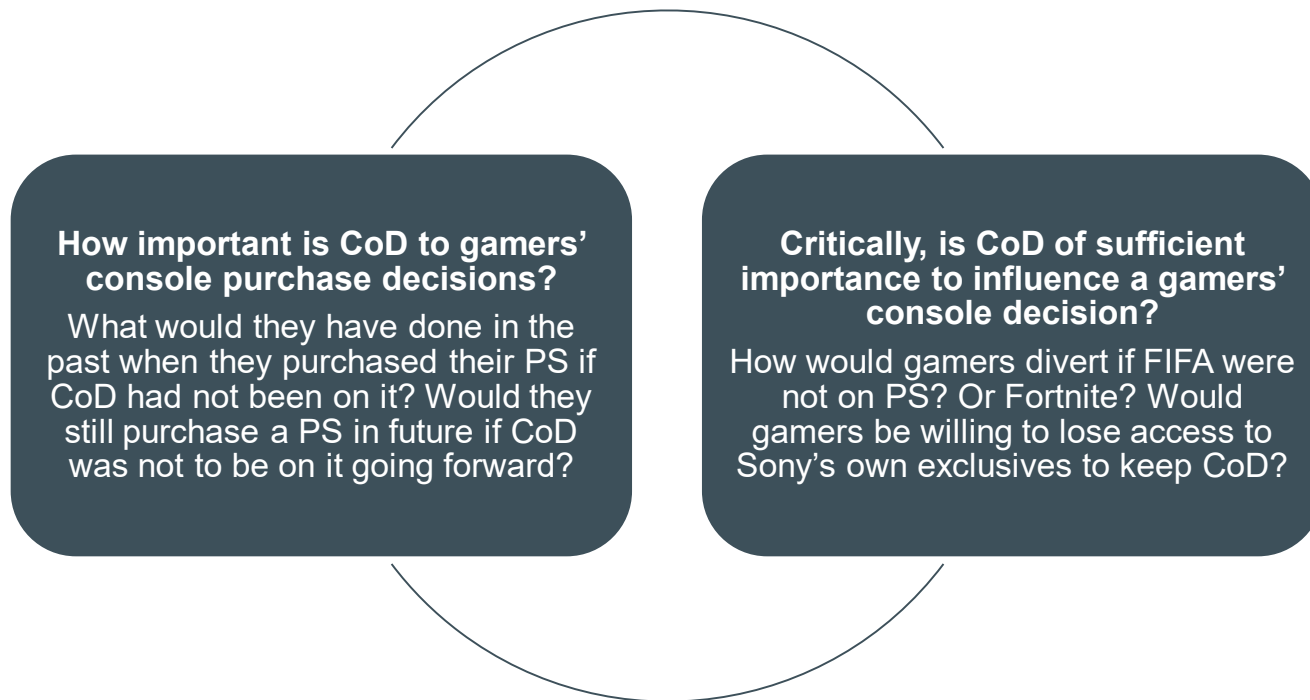 How important is CoD to gamers’
console purchase decisions?
What would they have done in the
past when they purchased their PS if
CoD had not been on it? Would they
still purchase a PS in future if CoD
was not to be on it going forward?
Critically, is CoD of sufficient
importance to influence a gamers’
console decision?
How would gamers divert if FIFA were
not on PS? Or Fortnite? Would
gamers be willing to lose access to
Sony’s own exclusives to keep CoD?